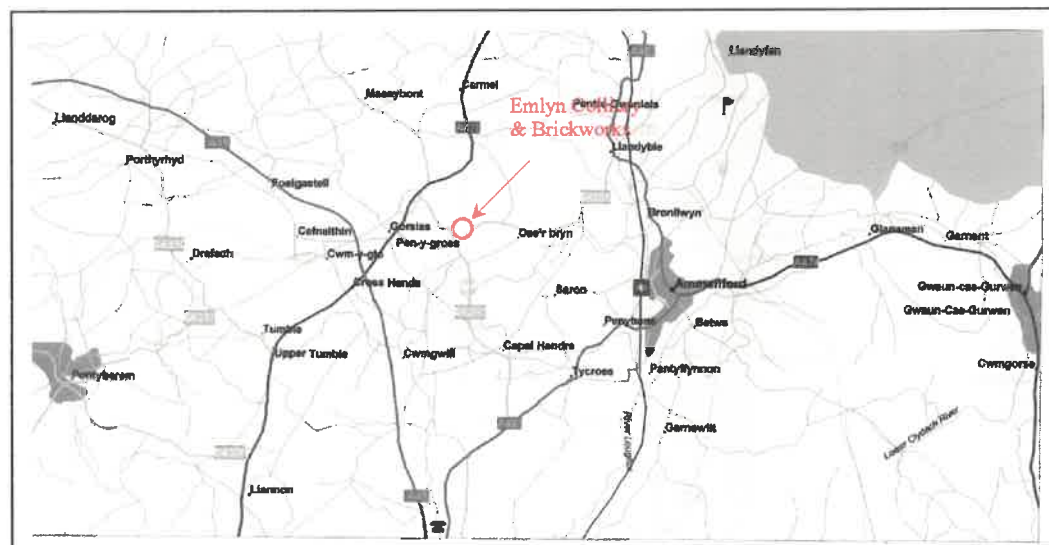 Llandyfan
Carmel
Maesybont
Emlyn Colliery
& Brickworks
Llanddarog
Llandybie
Porthyrhyd
Foelgastell
Bronllwyn
Cefneithin
Gorslas
Pen-y-groes
Cae'r bryn
Glanaman
Garnant
Drefach
Cwm-y-glo
Cross Hands
Saron
Ammanford
Gwaun-cae-Gurwen
Gwaun-Cae-Gurwen
Betws
Penybanc
Tumble
Upper Tumble
Cwmgwili
Capel Hendre
Tycroes
Pantyffynnon
Cwmgorse
Pontyberem
River Loughor
Garnswllt
Lower Clydach River
Llannon